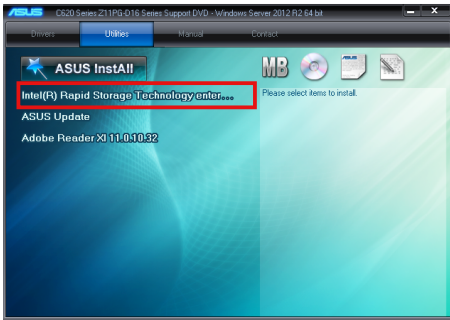 ASUS C620 Series Z11PG-D16 Series Support DVD - Windows Server 2012 R2 64 bit
Drivers Utilities Manual Contact
ASUS InstAll
MB
Intel(R) Rapid Storage Technology enter...
Please select items to install.
ASUS Update
Adobe Reader XI 11.0.10.32